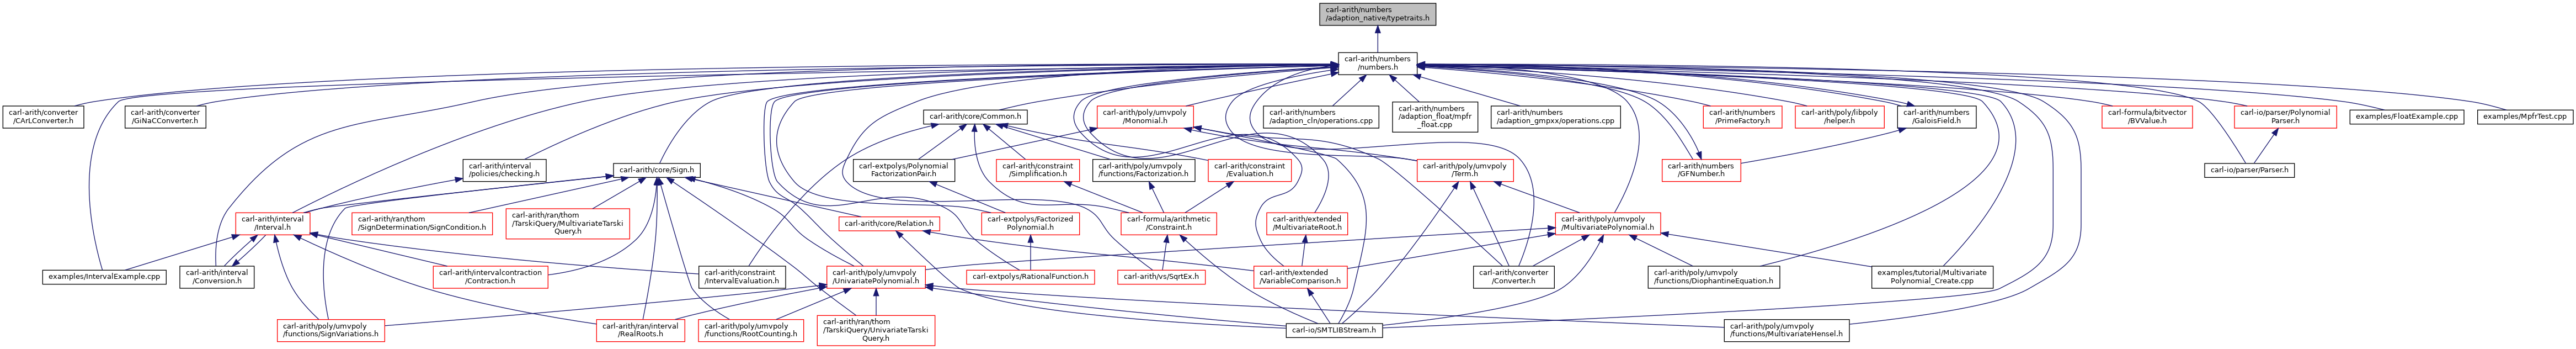 carl-arith/numbers
/adaption_native/typetraits.h
carl-arith/numbers
/numbers.h
carl-arith/converter
/CArLConverter.h
carl-arith/converter
/GiNaCConverter.h
carl-arith/core/Common.h
carl-arith/poly/umvpoly
/Monomial.h
carl-arith/numbers
/adaption_cln/operations.cpp
carl-arith/numbers
/adaption_float/mpfr
_float.cpp
carl-arith/numbers
/adaption_gmpxx/operations.cpp
carl-arith/numbers
/PrimeFactory.h
carl-arith/poly/libpoly
/helper.h
carl-arith/numbers
/GaloisField.h
carl-formula/bitvector
/BVValue.h
carl-io/parser/Polynomial
Parser.h
examples/FloatExample.cpp
examples/MpfrTest.cpp
carl-arith/interval
/policies/checking.h
carl-arith/core/Sign.h
carl-extpolys/Polynomial
FactorizationPair.h
carl-arith/constraint
/Simplification.h
carl-arith/poly/umvpoly
/functions/Factorization.h
carl-arith/constraint
/Evaluation.h
carl-arith/poly/umvpoly
/Term.h
carl-arith/numbers
/GFNumber.h
carl-io/parser/Parser.h
carl-arith/interval
/Interval.h
carl-arith/ran/thom
/SignDetermination/SignCondition.h
carl-arith/ran/thom
/TarskiQuery/MultivariateTarski
Query.h
carl-arith/core/Relation.h
carl-extpolys/Factorized
Polynomial.h
carl-formula/arithmetic
/Constraint.h
carl-arith/extended
/MultivariateRoot.h
carl-arith/poly/umvpoly
/MultivariatePolynomial.h
examples/IntervalExample.cpp
carl-arith/interval
/Conversion.h
carl-arith/intervalcontraction
/Contraction.h
carl-arith/constraint
/IntervalEvaluation.h
carl-arith/poly/umvpoly
/UnivariatePolynomial.h
carl-extpolys/RationalFunction.h
carl-arith/vs/SqrtEx.h
carl-arith/extended
/VariableComparison.h
carl-arith/converter
/Converter.h
carl-arith/poly/umvpoly
/functions/DiophantineEquation.h
examples/tutorial/Multivariate
Polynomial_Create.cpp
carl-arith/poly/umvpoly
/functions/SignVariations.h
carl-arith/ran/interval
/RealRoots.h
carl-arith/poly/umvpoly
/functions/RootCounting.h
carl-arith/ran/thom
/TarskiQuery/UnivariateTarski
Query.h
carl-io/SMTLIBStream.h
carl-arith/poly/umvpoly
/functions/MultivariateHensel.h